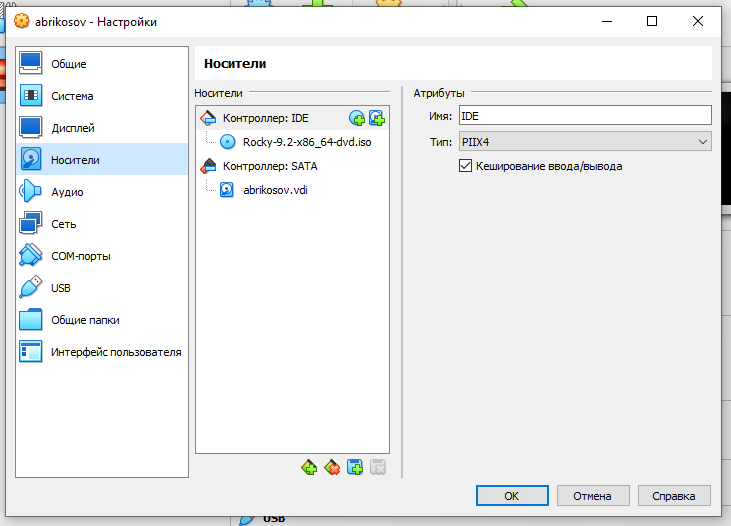 abrikosov - Настройки
Общие
Система
Дисплей
Носители
Аудио
Сеть
COM-порты
USB
Общие папки
Интерфейс пользователя
Носители
Носители
Контроллер: IDE
Rocky-9.2-x86_64-dvd.iso
Контроллер: SATA
abrikosov.vdi
Атрибуты
Имя: IDE
Тип: PIIX4
Кеширование ввода/вывода
OK Отмена Справка
USB